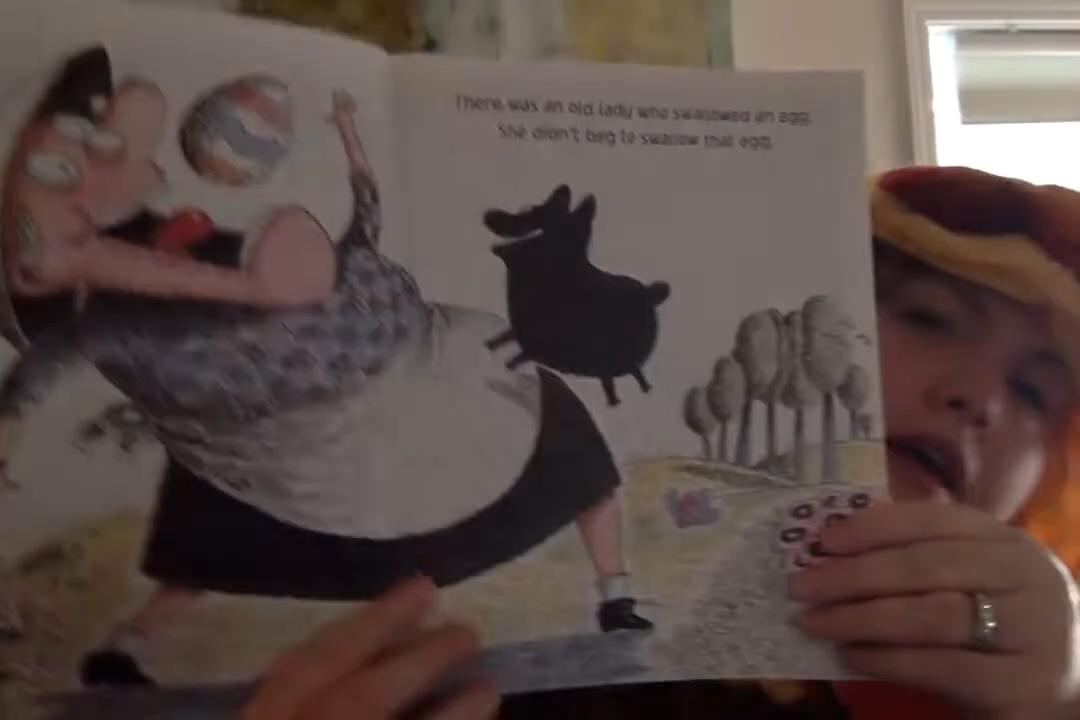 There was an old lady who swallowed an egg.
She didn't beg to swallow that egg.